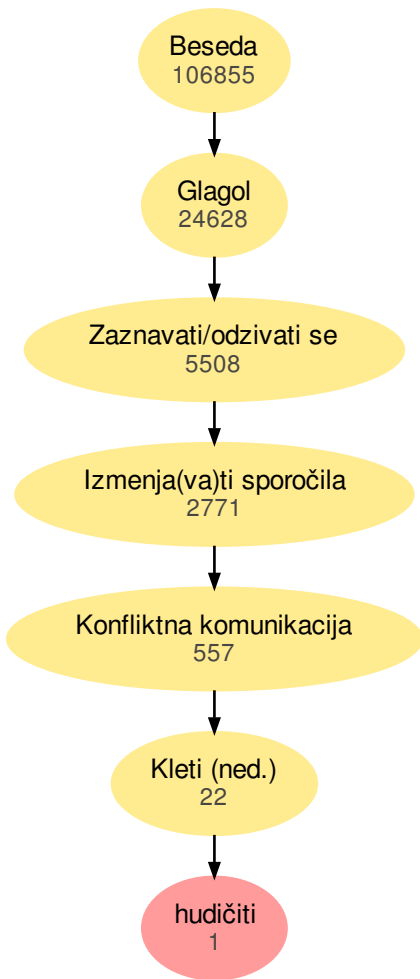 Beseda
106855
Glagol
24628
Zaznavati/odzivati se
5508
Izmenja(va)ti sporočila
2771
Konfliktna komunikacija
557
Kleti (ned.)
22
hudičiti
1